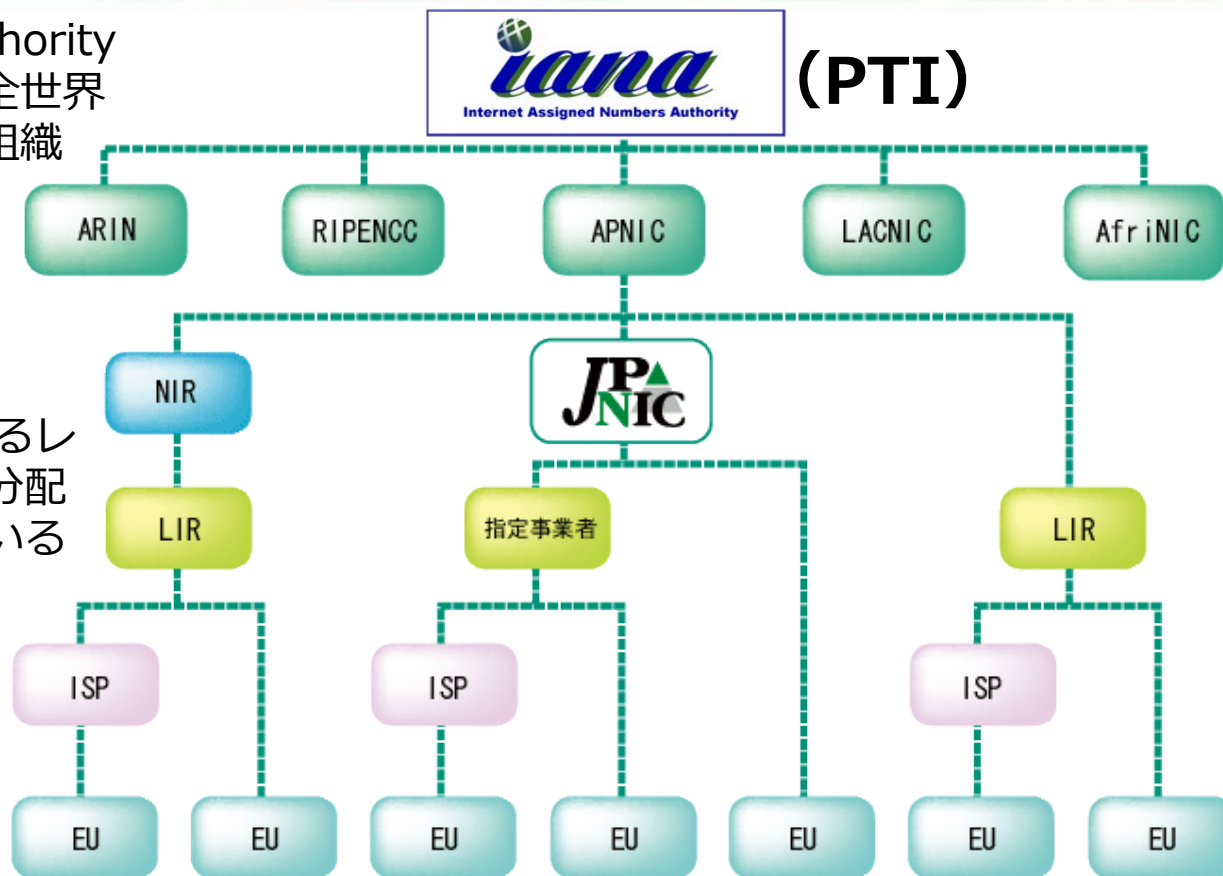 hority
全世界
組織
iana
Internet Assigned Numbers Authority
（PTI）
ARIN
RIPENCC
APNIC
LACNIC
AfriNIC
NIR
JPNIC
るレ
分配
いる
LIR
指定事業者
LIR
ISP
ISP
ISP
EU
EU
EU
EU
EU
EU
EU